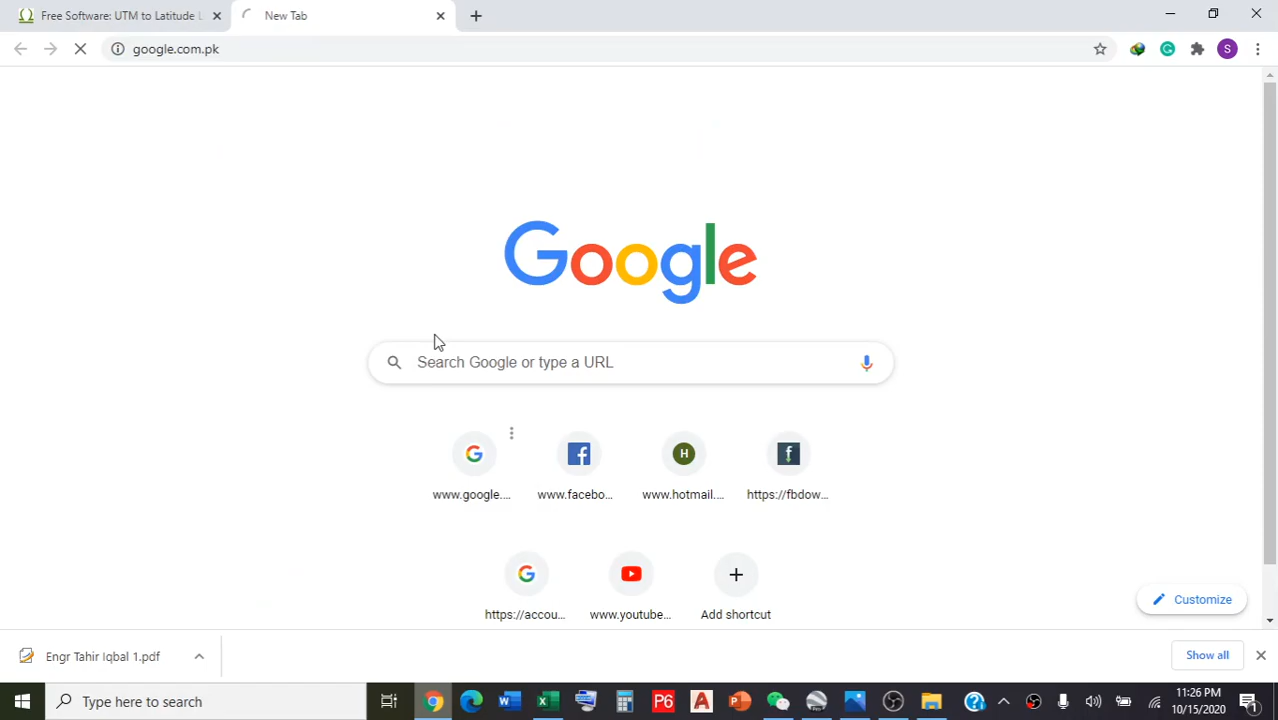 Free Software: UTM to Latitude L
New Tab
google.com.pk
S
Google
Search Google or type a URL
H
www.google....
www.facebo...
www.hotmail....
https://fbdow...
https://accou...
www.youtube...
Add shortcut
Customize
Engr Tahir Iqbal 1.pdf
Show all
Type here to search
P6
11:26 PM
10/15/2020
1